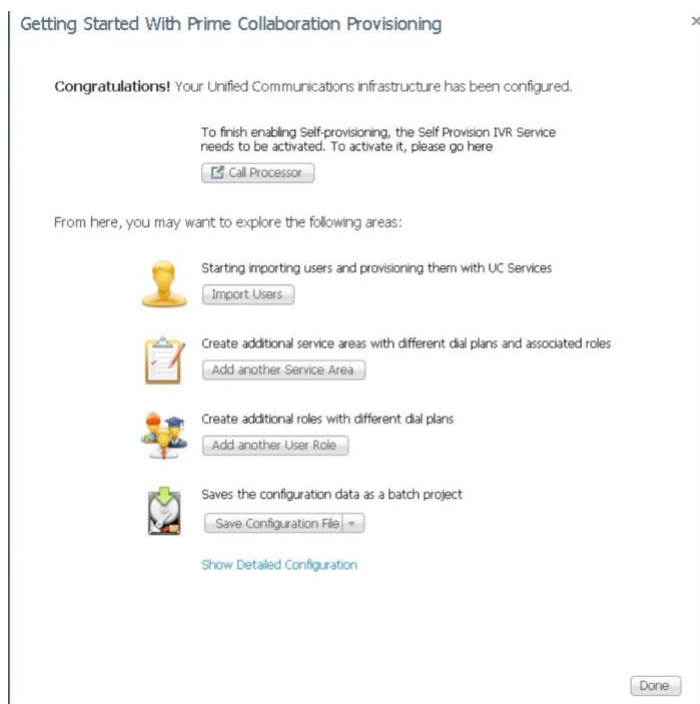 Getting Started With Prime Collaboration Provisioning
Congratulations! Your Unified Communications infrastructure has been configured.
To finish enabling Self-provisioning, the Self Provision IVR Service
needs to be activated. To activate it, please go here
Call Processor
From here, you may want to explore the following areas:
Starting importing users and provisioning them with UC Services
Import Users
Create additional service areas with different dial plans and associated roles
Add another Service Area
Create additional roles with different dial plans
Add another User Role
Saves the configuration data as a batch project
Save Configuration File
Show Detailed Configuration
Done